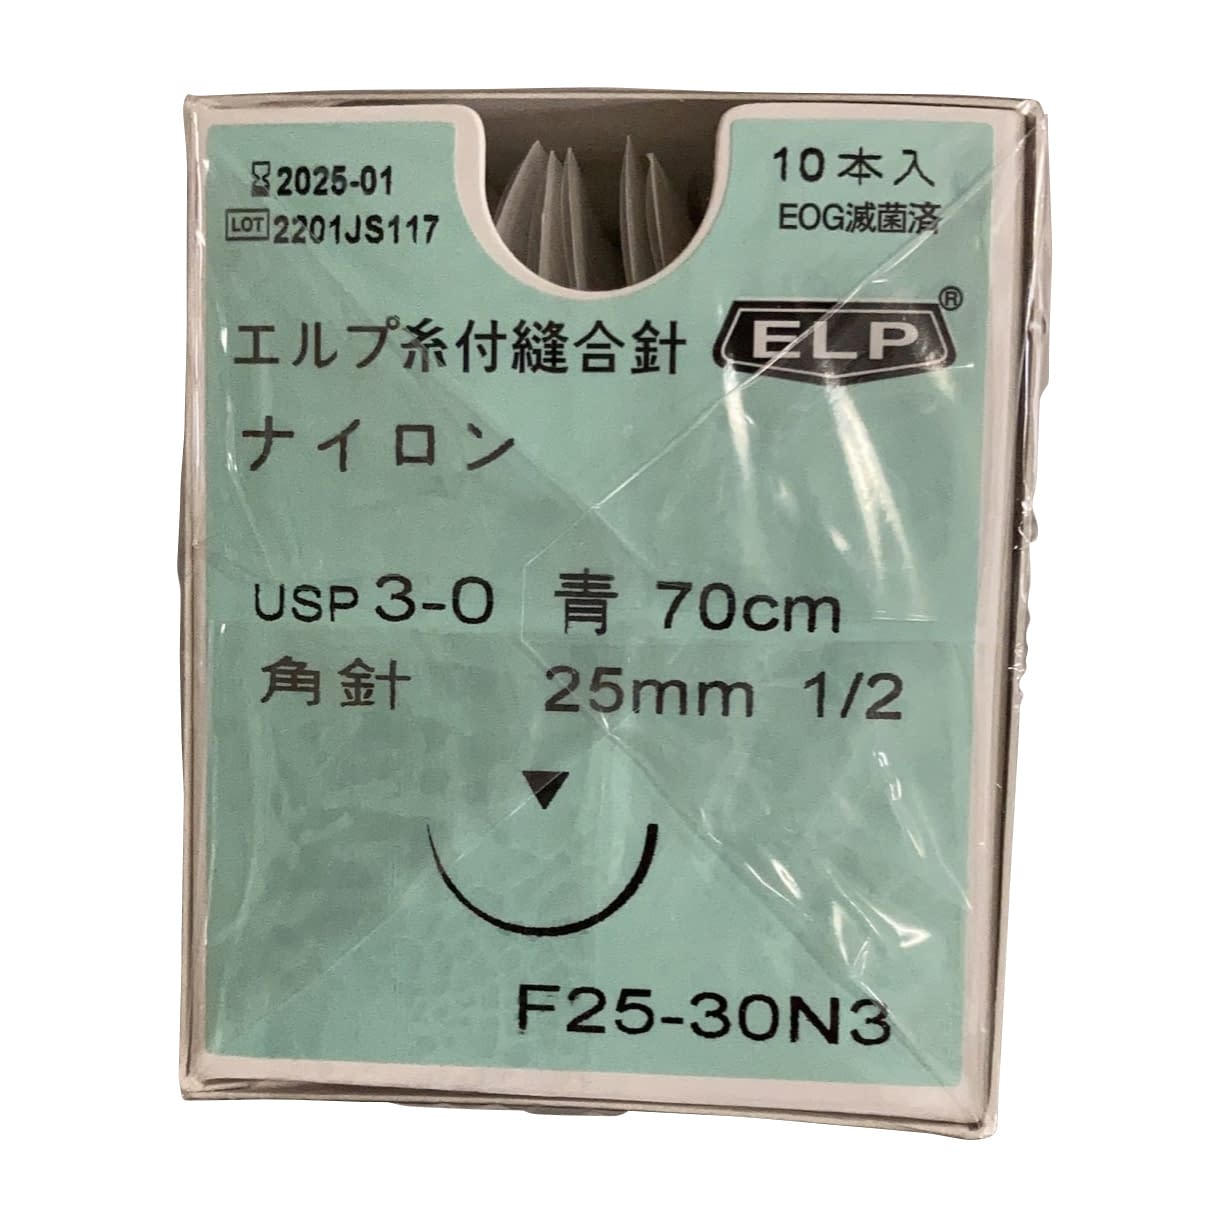 2025-01
LOT 2201JS117
10本入
EOG滅菌済
エルプ糸付縫合針
ELP®
ナイロン
USP 3-0 青 70cm
角針 25mm 1/2
F25-30N3